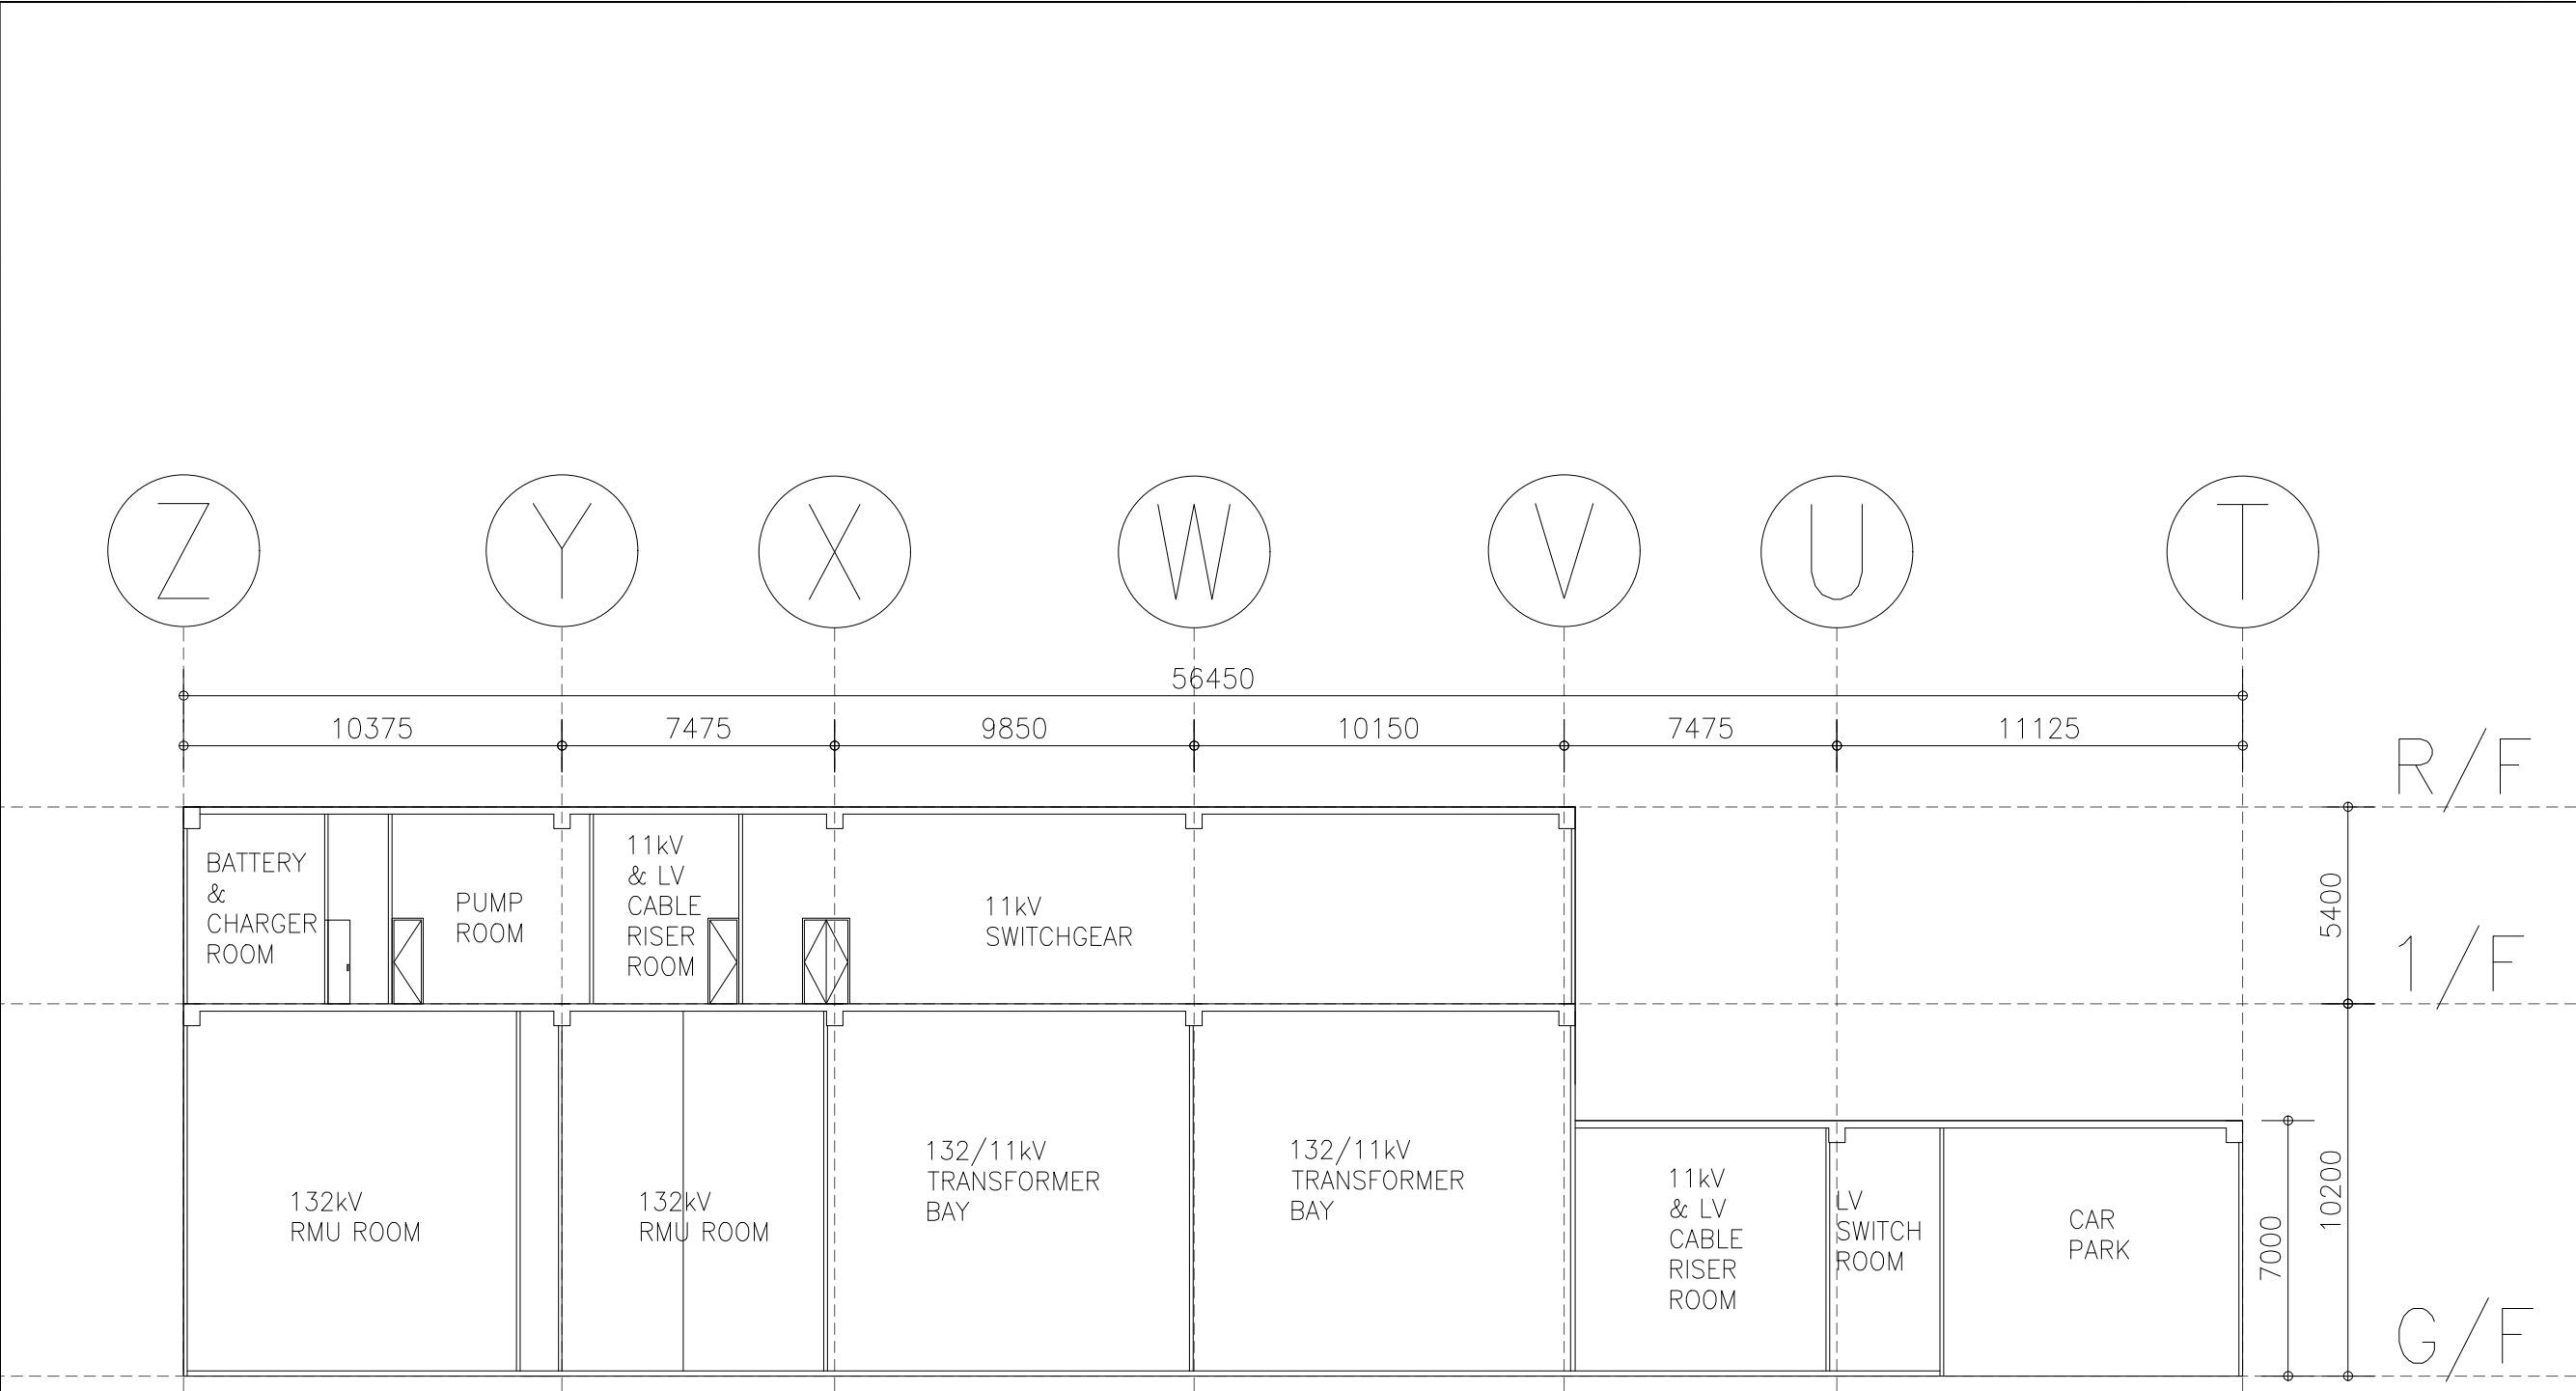 Z
Y
X
W
V
U
T
56450
10375
7475
9850
10150
7475
11125
R/F
5400
1/F
BATTERY
&
CHARGER
ROOM
PUMP
ROOM
11kV
& LV
CABLE
RISER
ROOM
11kV
SWITCHGEAR
132kV
RMU ROOM
132kV
RMU ROOM
132/11kV
TRANSFORMER
BAY
132/11kV
TRANSFORMER
BAY
11kV
& LV
CABLE
RISER
ROOM
LV
SWITCH
ROOM
CAR
PARK
7000
10200
G/F